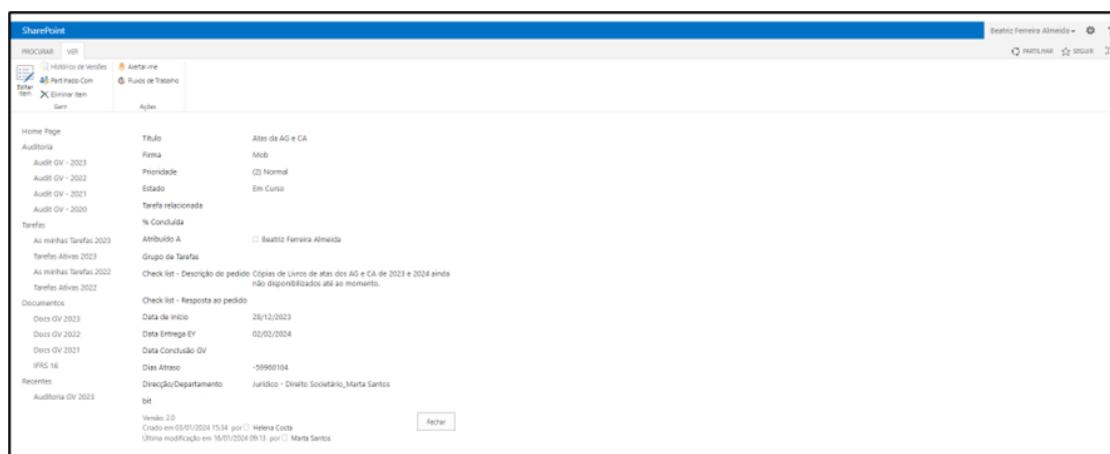 SharePoint
Beatriz Ferreira Almeida
PROCURAR VER
PARTILHAR SEGUIR
Histórico de Versões
Alertar-me
Partilhado Com
Fluxos de Trabalho
Editar Item
Eliminar Item
Gerir
Ações
Home Page
Auditoria
Audit GV - 2023
Audit GV - 2022
Audit GV - 2021
Audit GV - 2020
Tarefas
As minhas Tarefas 2023
Tarefas Ativas 2023
As minhas Tarefas 2022
Tarefas Ativas 2022
Documentos
Docs GV 2023
Docs GV 2022
Docs GV 2021
IFRS 16
Recentes
Auditoria GV 2023
Título Atas da AG e CA
Firma Mob
Prioridade (2) Normal
Estado Em Curso
Tarefa relacionada
% Concluída
Atribuído A Beatriz Ferreira Almeida
Grupo de Tarefas
Check list - Descrição do pedido Cópias de Livros de atas dos AG e CA de 2023 e 2024 ainda
não disponibilizados até ao momento.
Check list - Resposta ao pedido
Data de Início 28/12/2023
Data Entrega EY 02/02/2024
Data Conclusão GV
Dias Atraso -59960104
Direcção/Departamento Jurídico - Direito Societário_Marta Santos
bit
Versão: 2.0
Criado em 03/01/2024 15:34 por Helena Costa
Última modificação em 16/01/2024 09:13 por Marta Santos
Fechar